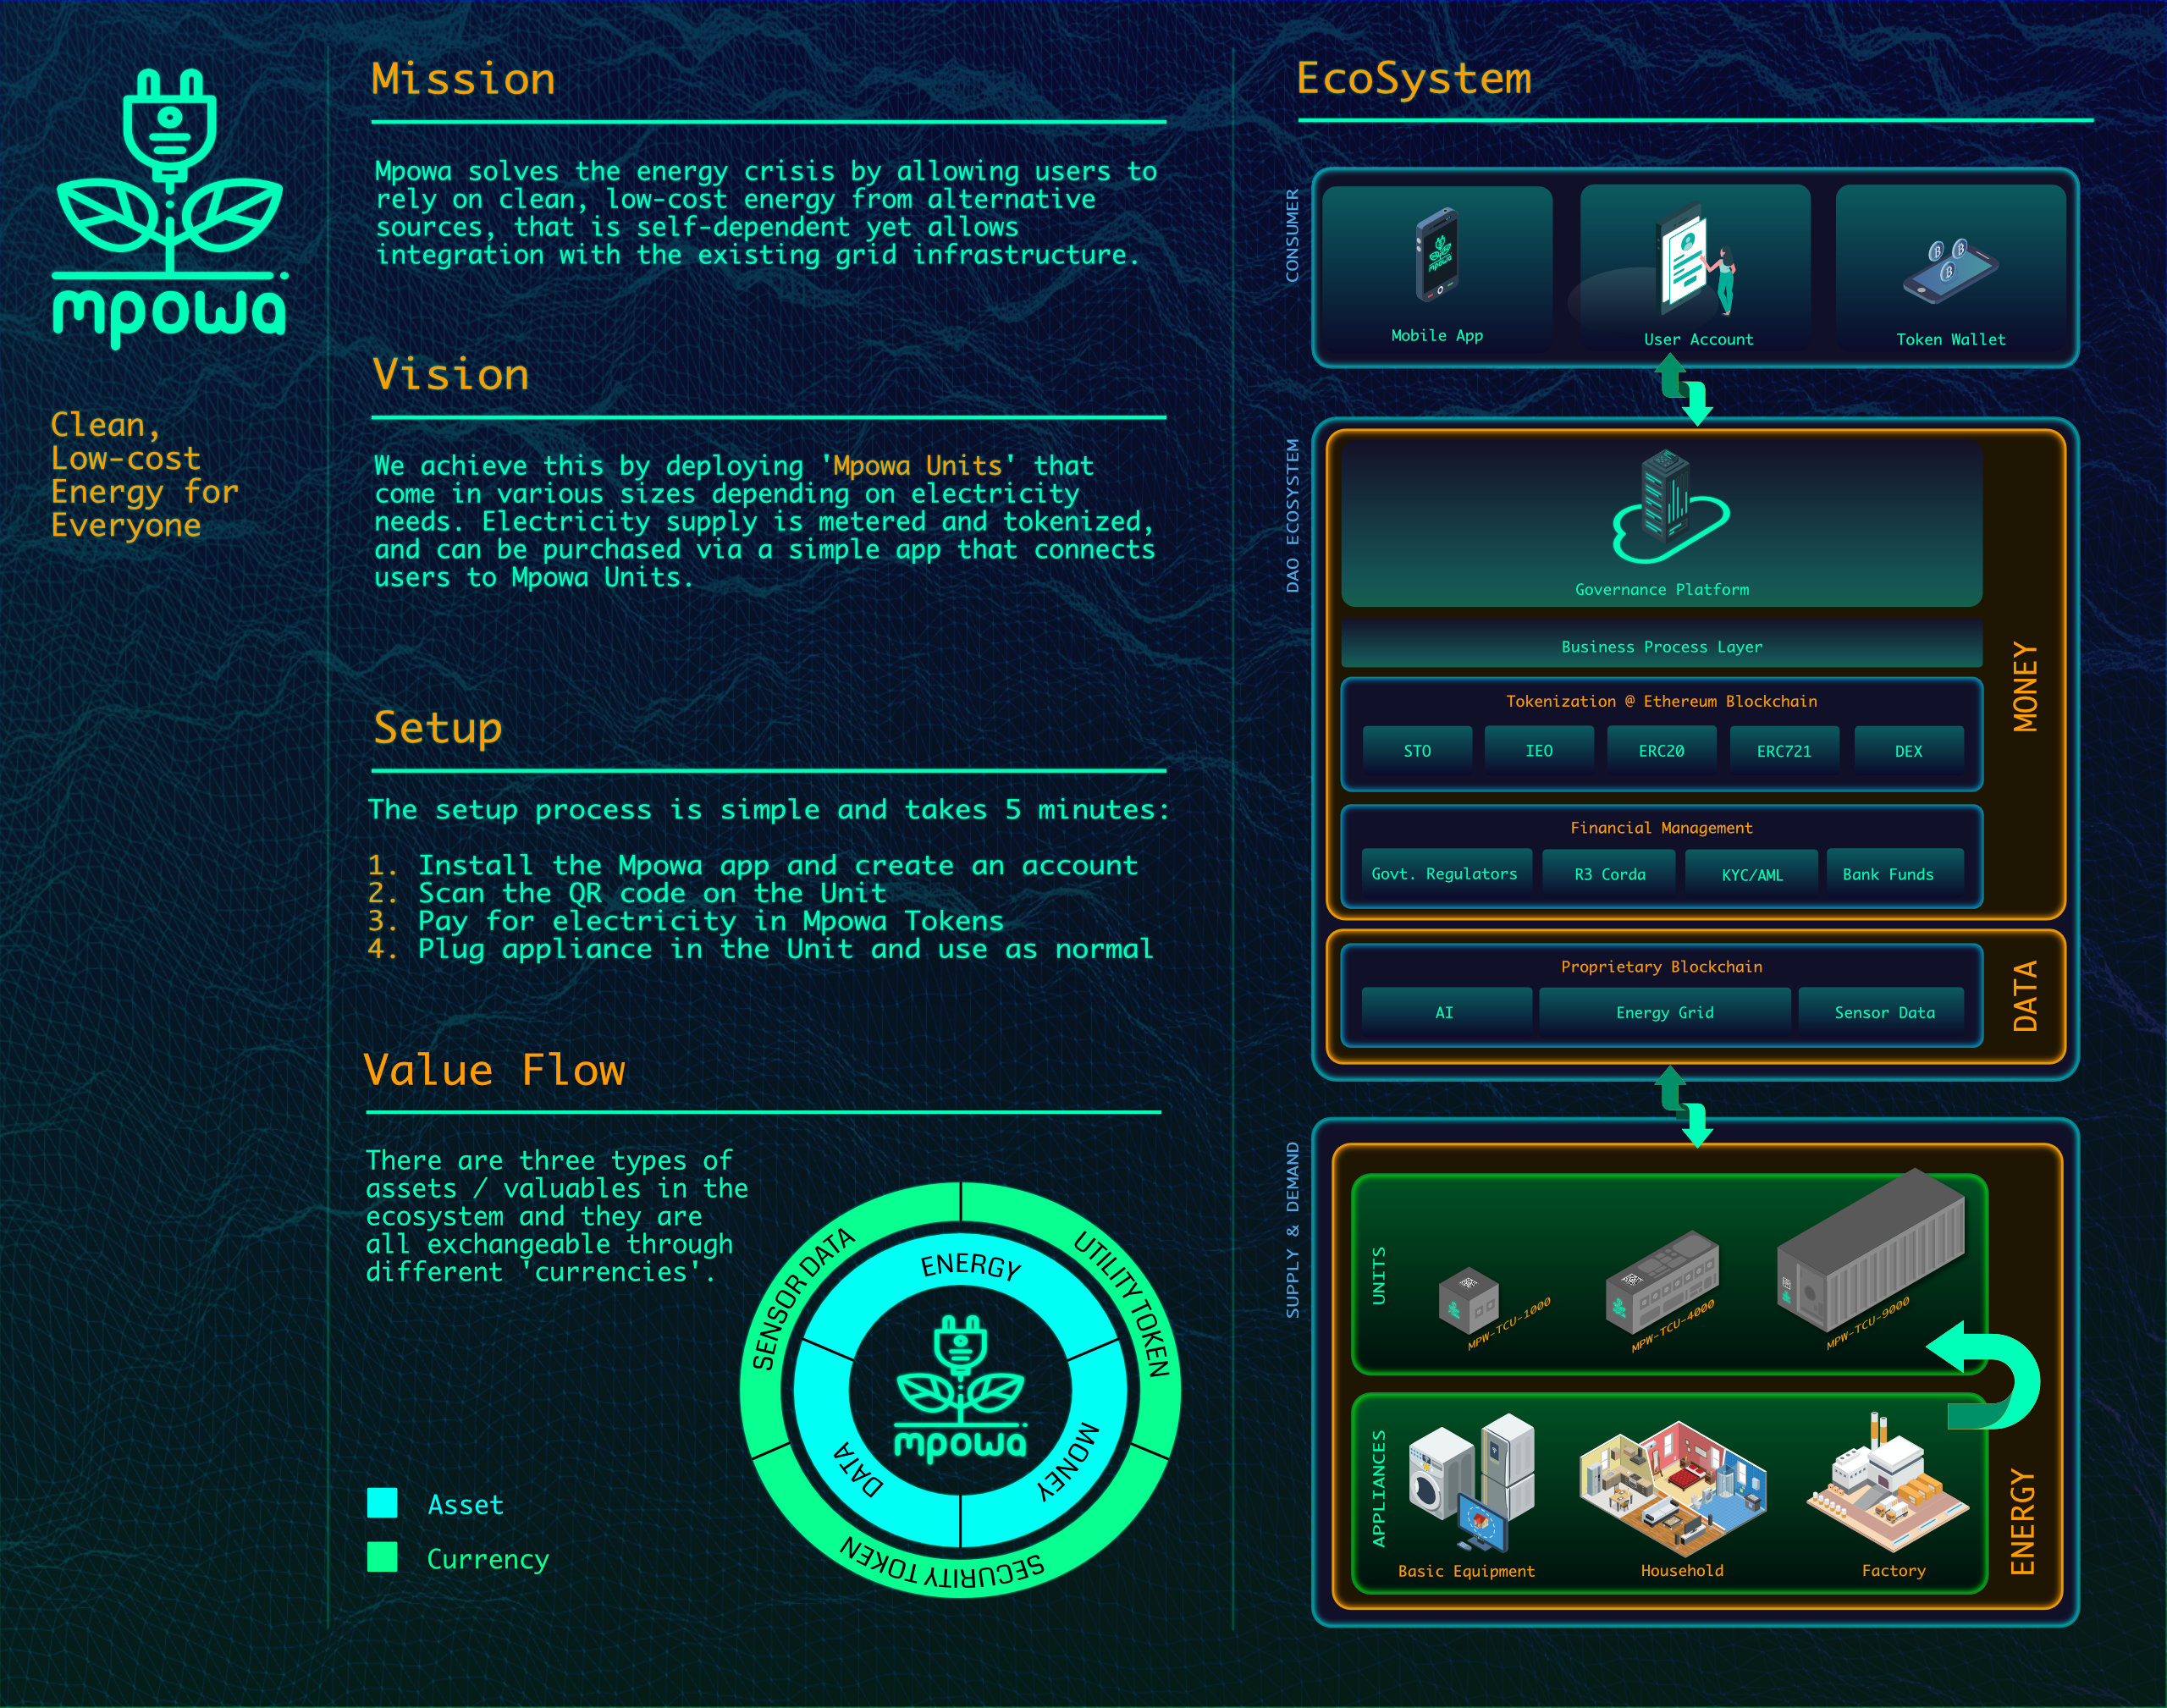 mpowa
Clean,
Low-cost
Energy for
Everyone
Mission
Mpowa solves the energy crisis by allowing users to
rely on clean, low-cost energy from alternative
sources, that is self-dependent yet allows
integration with the existing grid infrastructure.
Vision
We achieve this by deploying 'Mpowa Units' that
come in various sizes depending on electricity
needs. Electricity supply is metered and tokenized,
and can be purchased via a simple app that connects
users to Mpowa Units.
Setup
The setup process is simple and takes 5 minutes:
1. Install the Mpowa app and create an account
2. Scan the QR code on the Unit
3. Pay for electricity in Mpowa Tokens
4. Plug appliance in the Unit and use as normal
Value Flow
There are three types of
assets / valuables in the
ecosystem and they are
all exchangeable through
different 'currencies'.
Asset
Currency
SENSOR DATA
UTILITY TOKEN
SECURITY TOKEN
ENERGY
MONEY
DATA
mpowa
EcoSystem
CONSUMER
Mobile App
User Account
Token Wallet
DAO ECOSYSTEM
Governance Platform
Business Process Layer
Tokenization @ Ethereum Blockchain
STO
IEO
ERC20
ERC721
DEX
Financial Management
Govt. Regulators
R3 Corda
KYC/AML
Bank Funds
MONEY
Proprietary Blockchain
AI
Energy Grid
Sensor Data
DATA
SUPPLY & DEMAND
UNITS
MPW-TCU-1000
MPW-TCU-4000
MPW-TCU-9000
APPLIANCES
Basic Equipment
Household
Factory
ENERGY